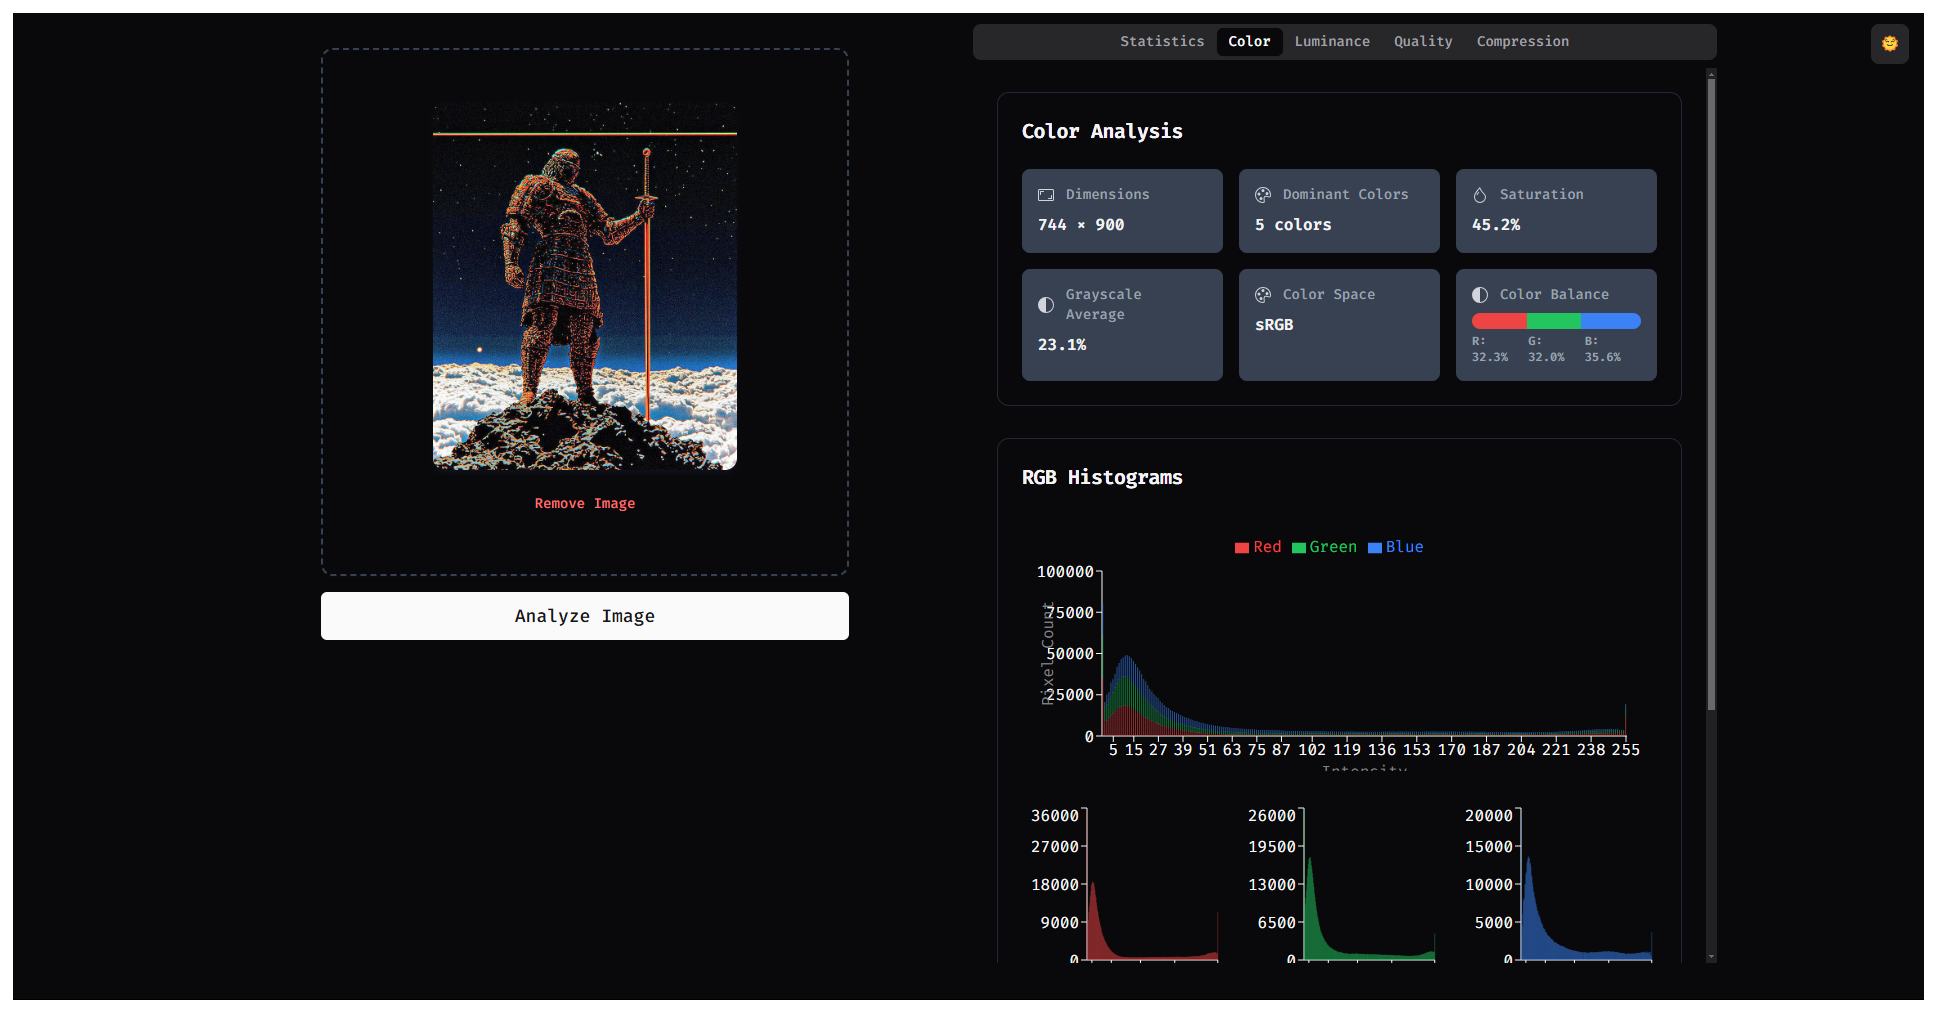 Statistics Color Luminance Quality Compression
Remove Image
Analyze Image
Color Analysis
Dimensions
744 × 900
Dominant Colors
5 colors
Saturation
45.2%
Grayscale
Average
23.1%
Color Space
sRGB
Color Balance
R: G: B:
32.3% 32.0% 35.6%
RGB Histograms
Red Green Blue
Pixel Count
100000
75000
50000
25000
0
5 15 27 39 51 63 75 87 102 119 136 153 170 187 204 221 238 255
Intensity
36000
27000
18000
9000
0
26000
19500
13000
6500
0
20000
15000
10000
5000
0